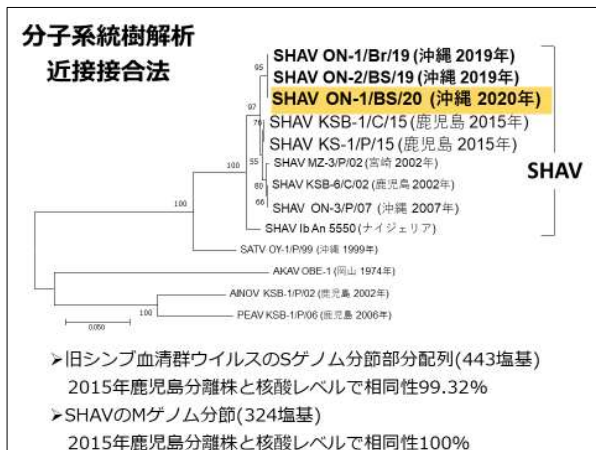 分子系統樹解析
近接接合法
SHAV ON-1/Br/19 (沖縄 2019年)
95
SHAV ON-2/BS/19 (沖縄 2019年)
SHAV ON-1/BS/20 (沖縄 2020年)
97
76
SHAV KSB-1/C/15 (鹿児島 2015年)
SHAV KS-1/P/15 (鹿児島 2015年)
55
SHAV MZ-3/P/02 (宮崎 2002年)
SHAV
100
80
SHAV KSB-6/C/02 (鹿児島 2002年)
66
SHAV ON-3/P/07 (沖縄 2007年)
100
SHAV Ib An 5550 (ナイジェリア)
SATV OY-1/P/99 (沖縄 1999年)
AKAV OBE-1 (岡山 1974年)
AINOV KSB-1/P/02 (鹿児島 2002年)
100
PEAV KSB-1/P/06 (鹿児島 2006年)
0.050
➢旧シンブ血清群ウイルスのSゲノム分節部分配列(443塩基)
2015年鹿児島分離株と核酸レベルで相同性99.32%
➢SHAVのMゲノム分節(324塩基)
2015年鹿児島分離株と核酸レベルで相同性100%